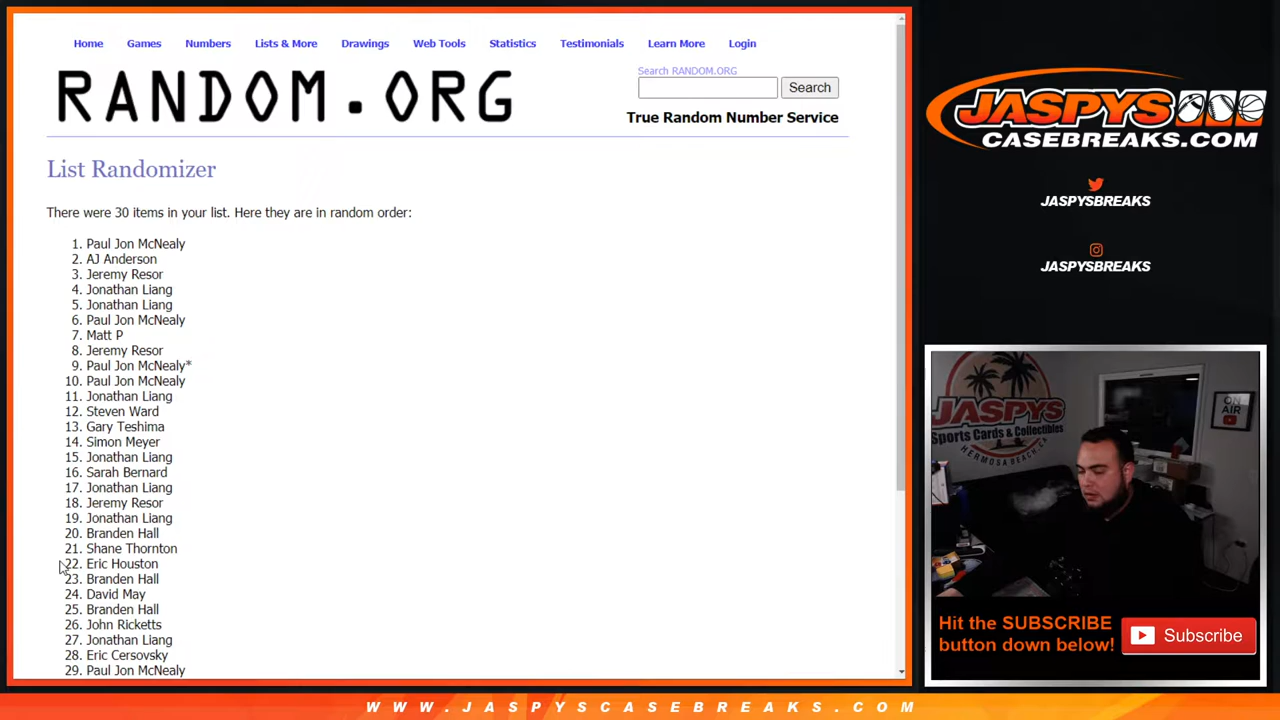 Home Games Numbers Lists & More Drawings Web Tools Statistics Testimonials Learn More Login
RANDOM.ORG
Search RANDOM.ORG
Search
True Random Number Service
List Randomizer
There were 30 items in your list. Here they are in random order:
1. Paul Jon McNealy
2. AJ Anderson
3. Jeremy Resor
4. Jonathan Liang
5. Jonathan Liang
6. Paul Jon McNealy
7. Matt P
8. Jeremy Resor
9. Paul Jon McNealy*
10. Paul Jon McNealy
11. Jonathan Liang
12. Steven Ward
13. Gary Teshima
14. Simon Meyer
15. Jonathan Liang
16. Sarah Bernard
17. Jonathan Liang
18. Jeremy Resor
19. Jonathan Liang
20. Branden Hall
21. Shane Thornton
22. Eric Houston
23. Branden Hall
24. David May
25. Branden Hall
26. John Ricketts
27. Jonathan Liang
28. Eric Cersovsky
29. Paul Jon McNealy
JASPYS
CASEBREAKS.COM
JASPYSBREAKS
JASPYSBREAKS
JASPYS
Sports Cards & Collectibles
HERMOSA BEACH, CA
ON
AIR
Hit the SUBSCRIBE
button down below!
Subscribe
WWW.JASPYSCASEBREAKS.COM